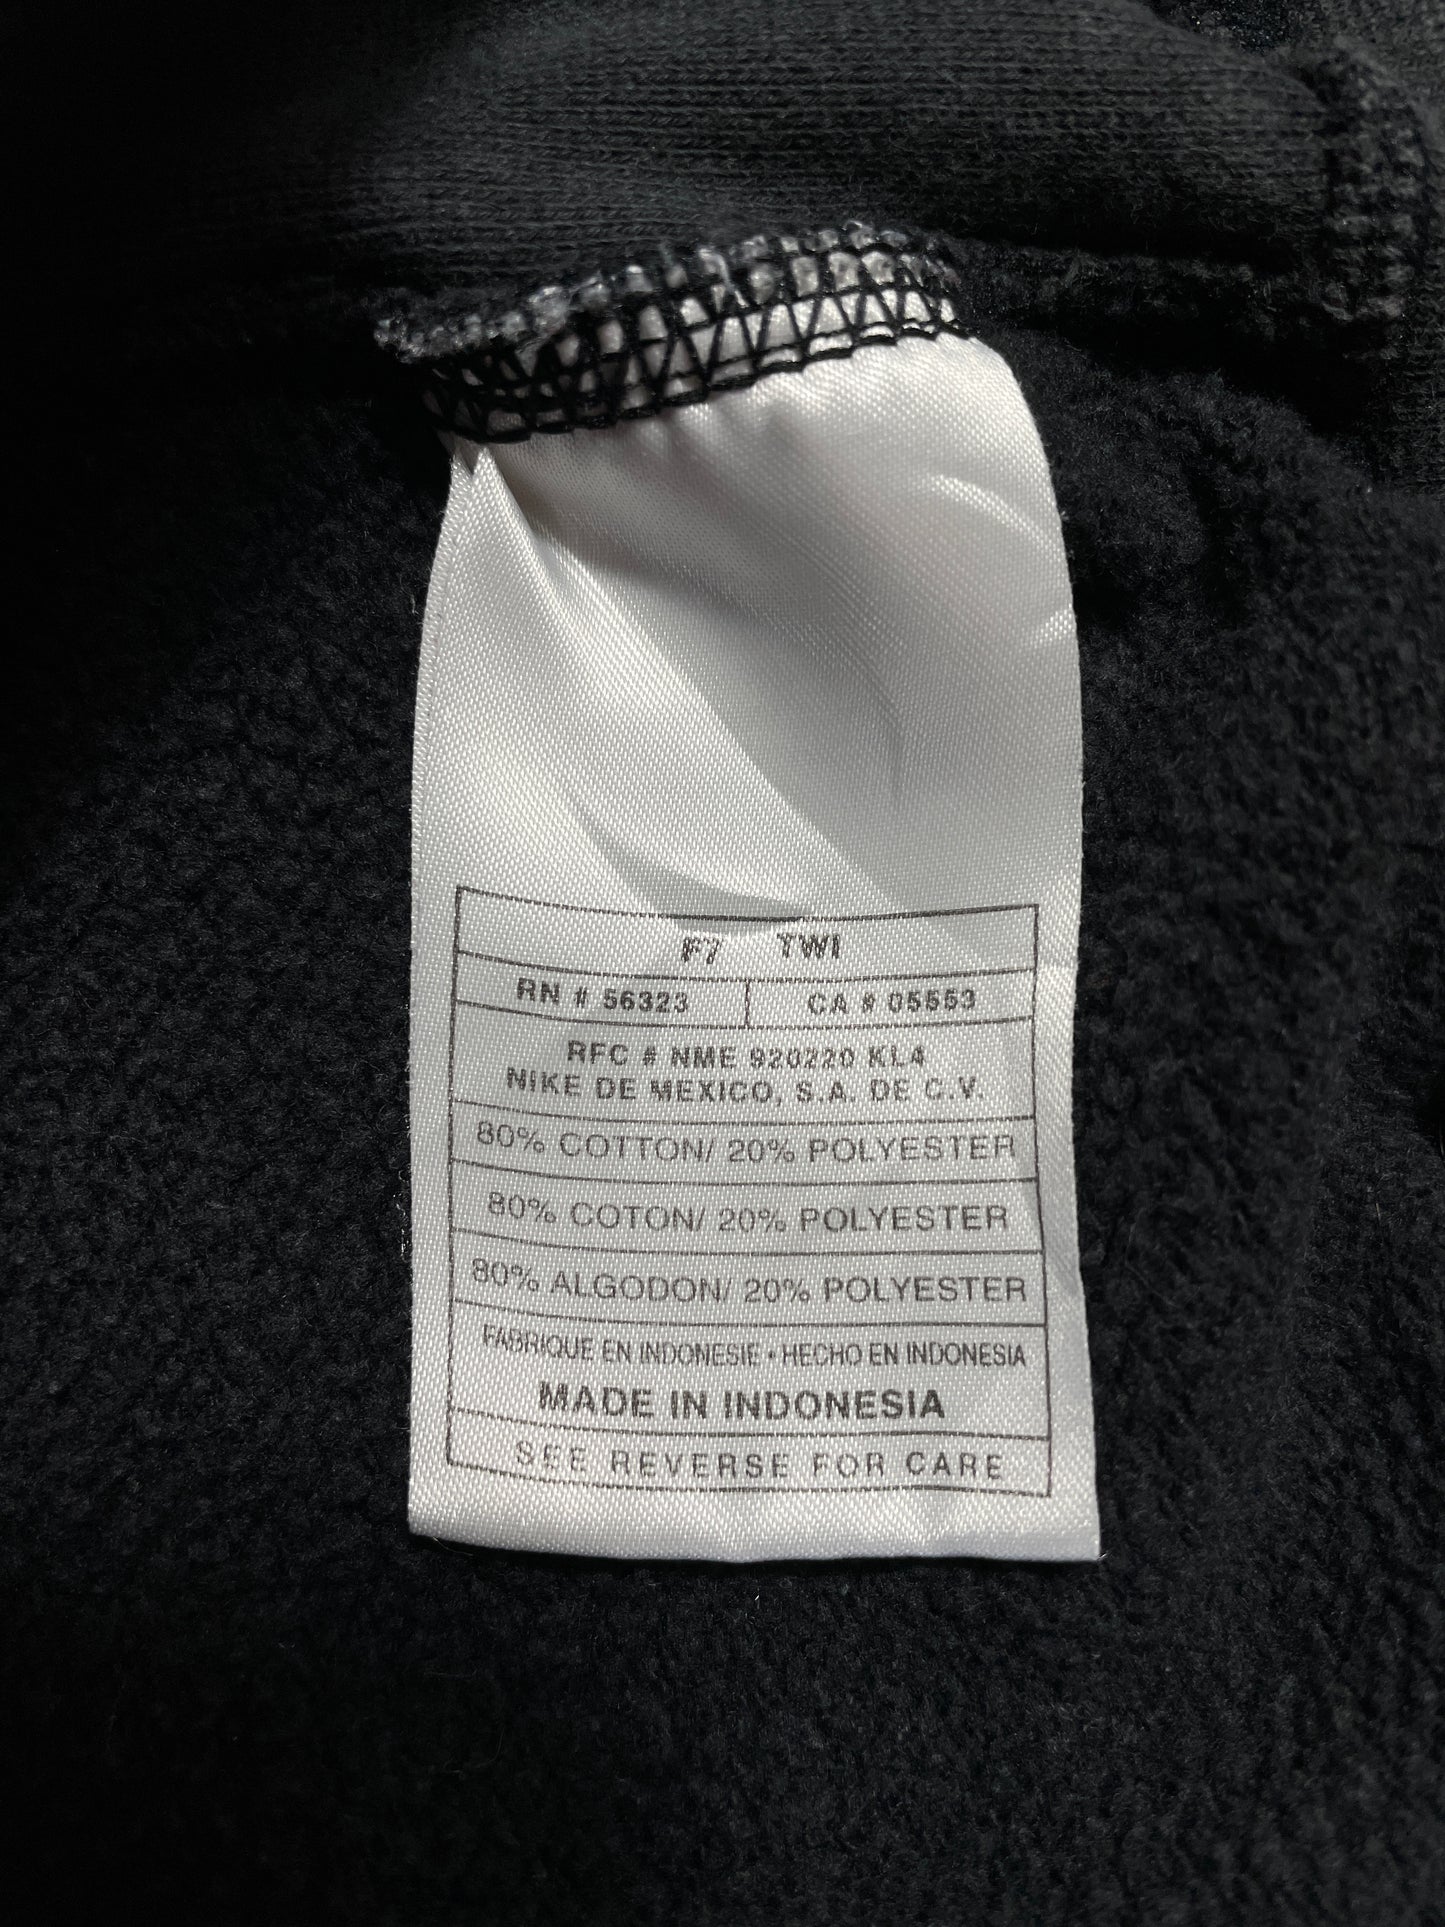 F7 TWI
RN # 56323 CA # 05553
RFC # NME 920220 KL4
NIKE DE MEXICO, S.A. DE C.V.
80% COTTON/ 20% POLYESTER
80% COTON/ 20% POLYESTER
80% ALGODON/ 20% POLYESTER
FABRIQUE EN INDONESIE • HECHO EN INDONESIA
MADE IN INDONESIA
SEE REVERSE FOR CARE